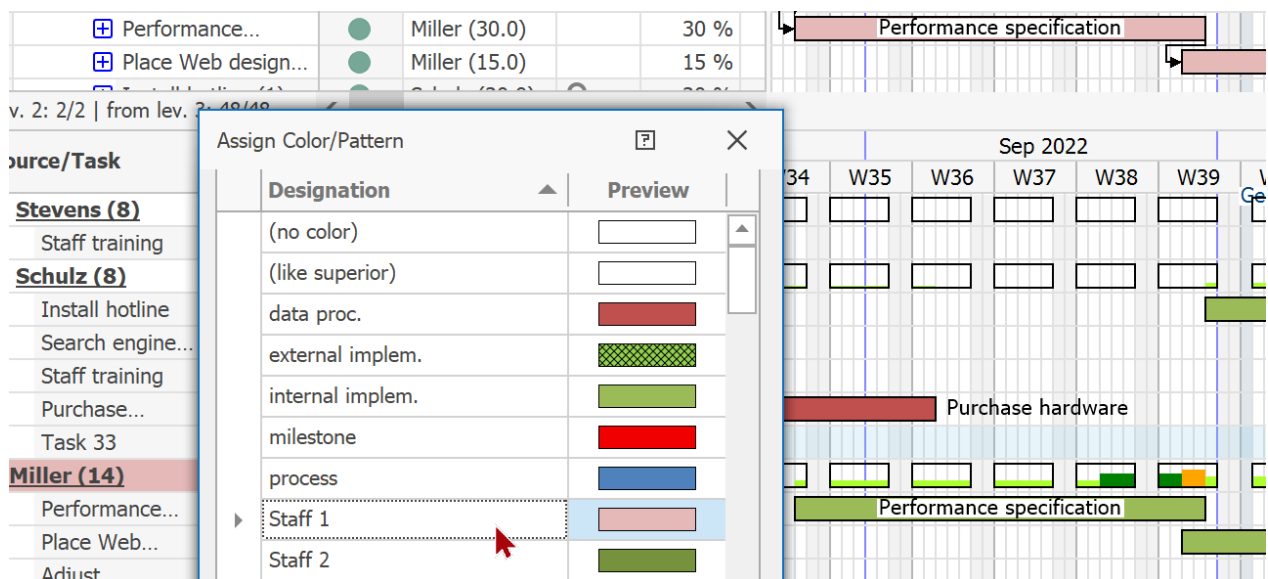 Performance... Miller (30.0) 30 % Performance specification
Place Web design... Miller (15.0) 15 %
v. 2: 2/2 | from lev. 3: 48/48
Assign Color/Pattern ?
Sep 2022
ource/Task
Designation Preview
34 W35 W36 W37 W38 W39
Stevens (8)
(no color)
Ge
Staff training
(like superior)
Schulz (8)
Install hotline
data proc.
Search engine...
external implem.
Staff training
internal implem.
Purchase...
Purchase hardware
Task 33
milestone
Miller (14)
process
Performance...
Staff 1
Performance specification
Place Web...
Staff 2
Adjust